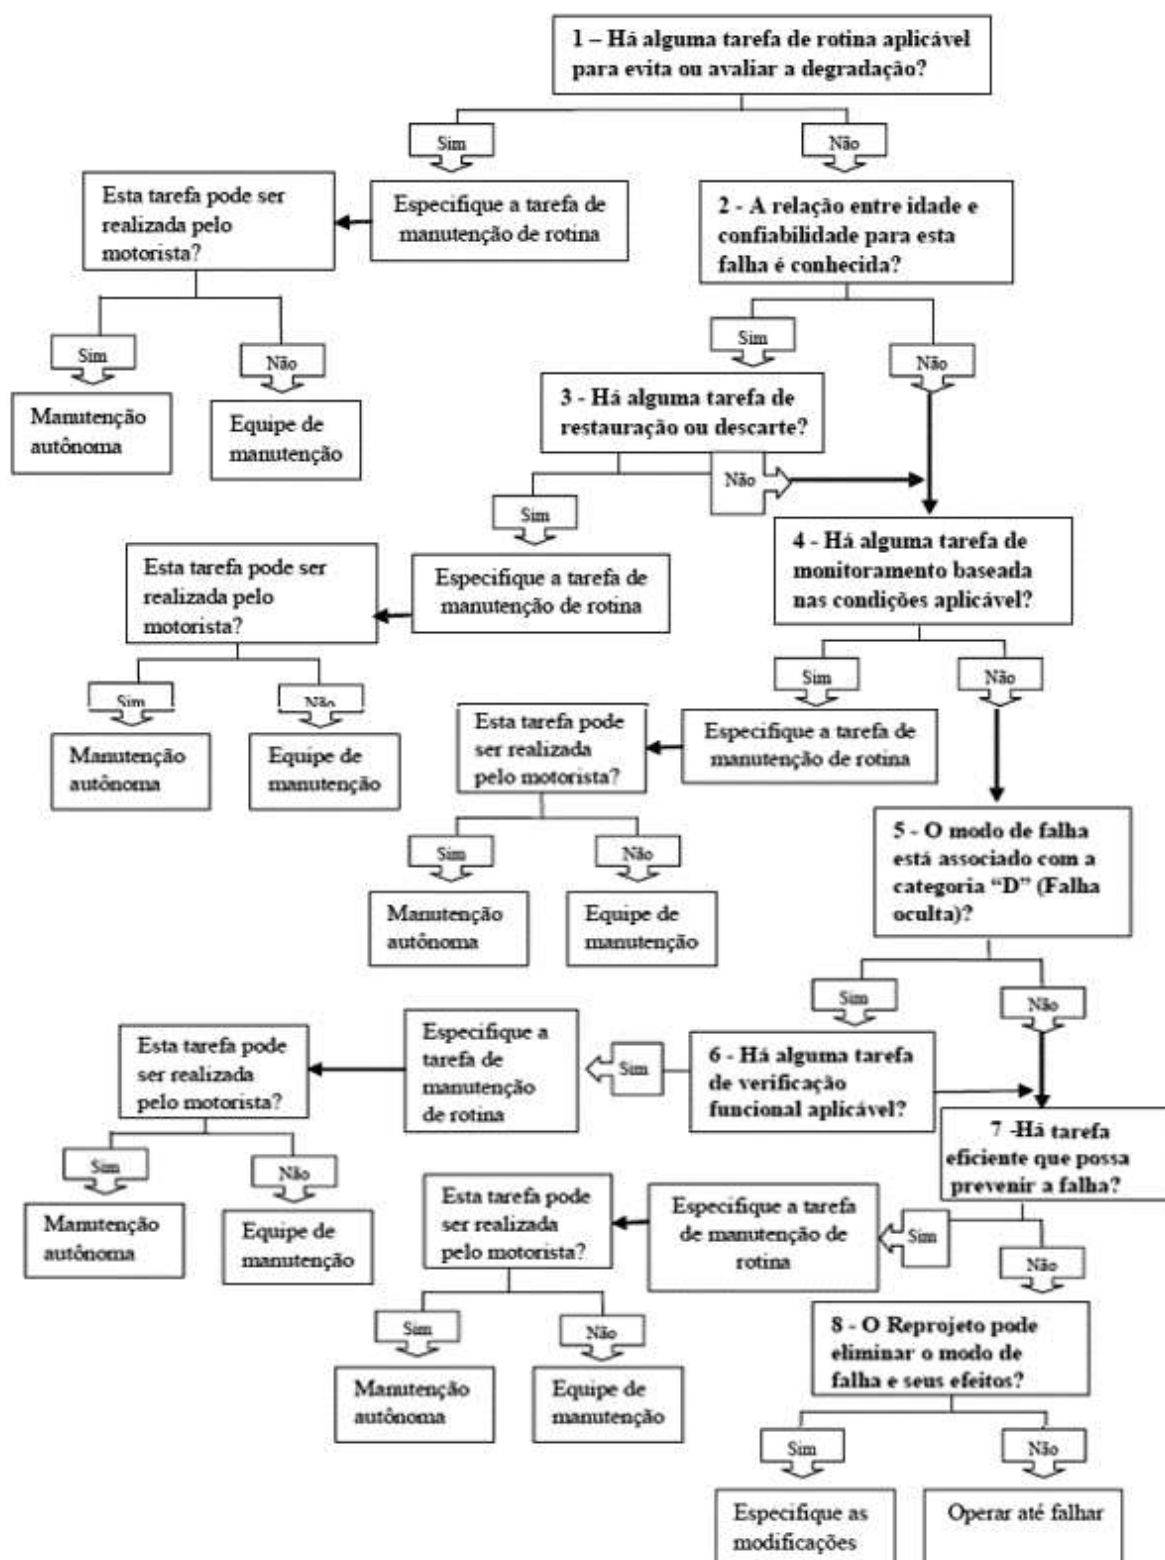 1 – Há alguma tarefa de rotina aplicável
para evita ou avaliar a degradação?
Sim
Não
Esta tarefa pode ser
realizada pelo
motorista?
Especifique a tarefa de
manutenção de rotina
2 - A relação entre idade e
confiabilidade para esta
falha é conhecida?
Sim
Não
Sim
Não
Manutenção
autônoma
Equipe de
manutenção
3 - Há alguma tarefa de
restauração ou descarte?
Não
Sim
4 - Há alguma tarefa de
monitoramento baseada
nas condições aplicável?
Esta tarefa pode ser
realizada pelo
motorista?
Especifique a tarefa de
manutenção de rotina
Sim
Não
Sim
Não
Manutenção
autônoma
Equipe de
manutenção
Esta tarefa pode
ser realizada
pelo motorista?
Especifique a tarefa de
manutenção de rotina
Sim
Não
Manutenção
autônoma
Equipe de
manutenção
5 - O modo de falha
está associado com a
categoria “D” (Falha
oculta)?
Sim
Não
Esta tarefa pode
ser realizada
pelo motorista?
Especifique a
tarefa de
manutenção
de rotina
Sim
6 - Há alguma tarefa
de verificação
funcional aplicável?
Sim
Não
Manutenção
autônoma
Equipe de
manutenção
7 -Há tarefa
eficiente que possa
prevenir a falha?
Esta tarefa pode
ser realizada
pelo motorista?
Especifique a tarefa
de manutenção de
rotina
Sim
Não
Sim
Não
Manutenção
autônoma
Equipe de
manutenção
8 - O Reprojeto pode
eliminar o modo de
falha e seus efeitos?
Sim
Não
Especifique as
modificações
Operar até falhar